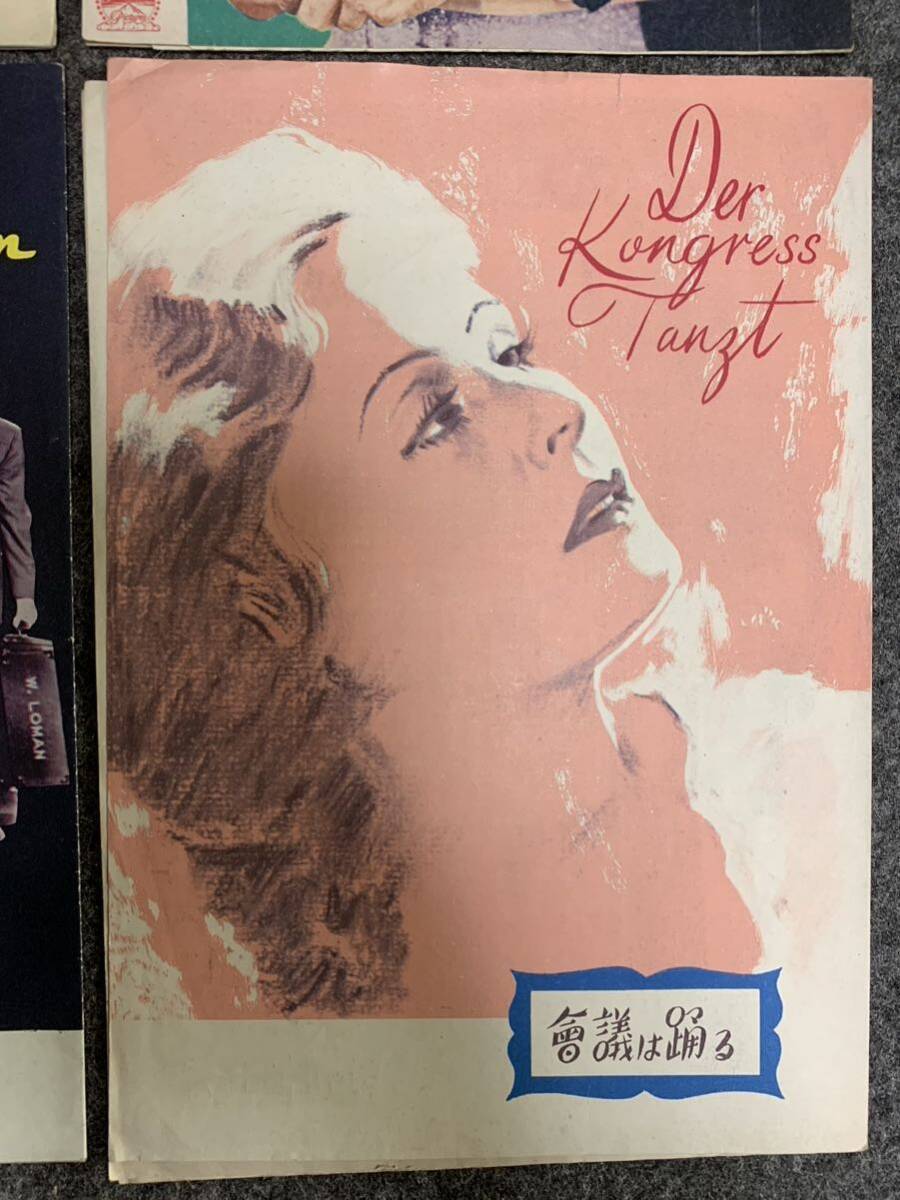 Der
Kongress
Tanzt
W. LOMAN
會議は踊る